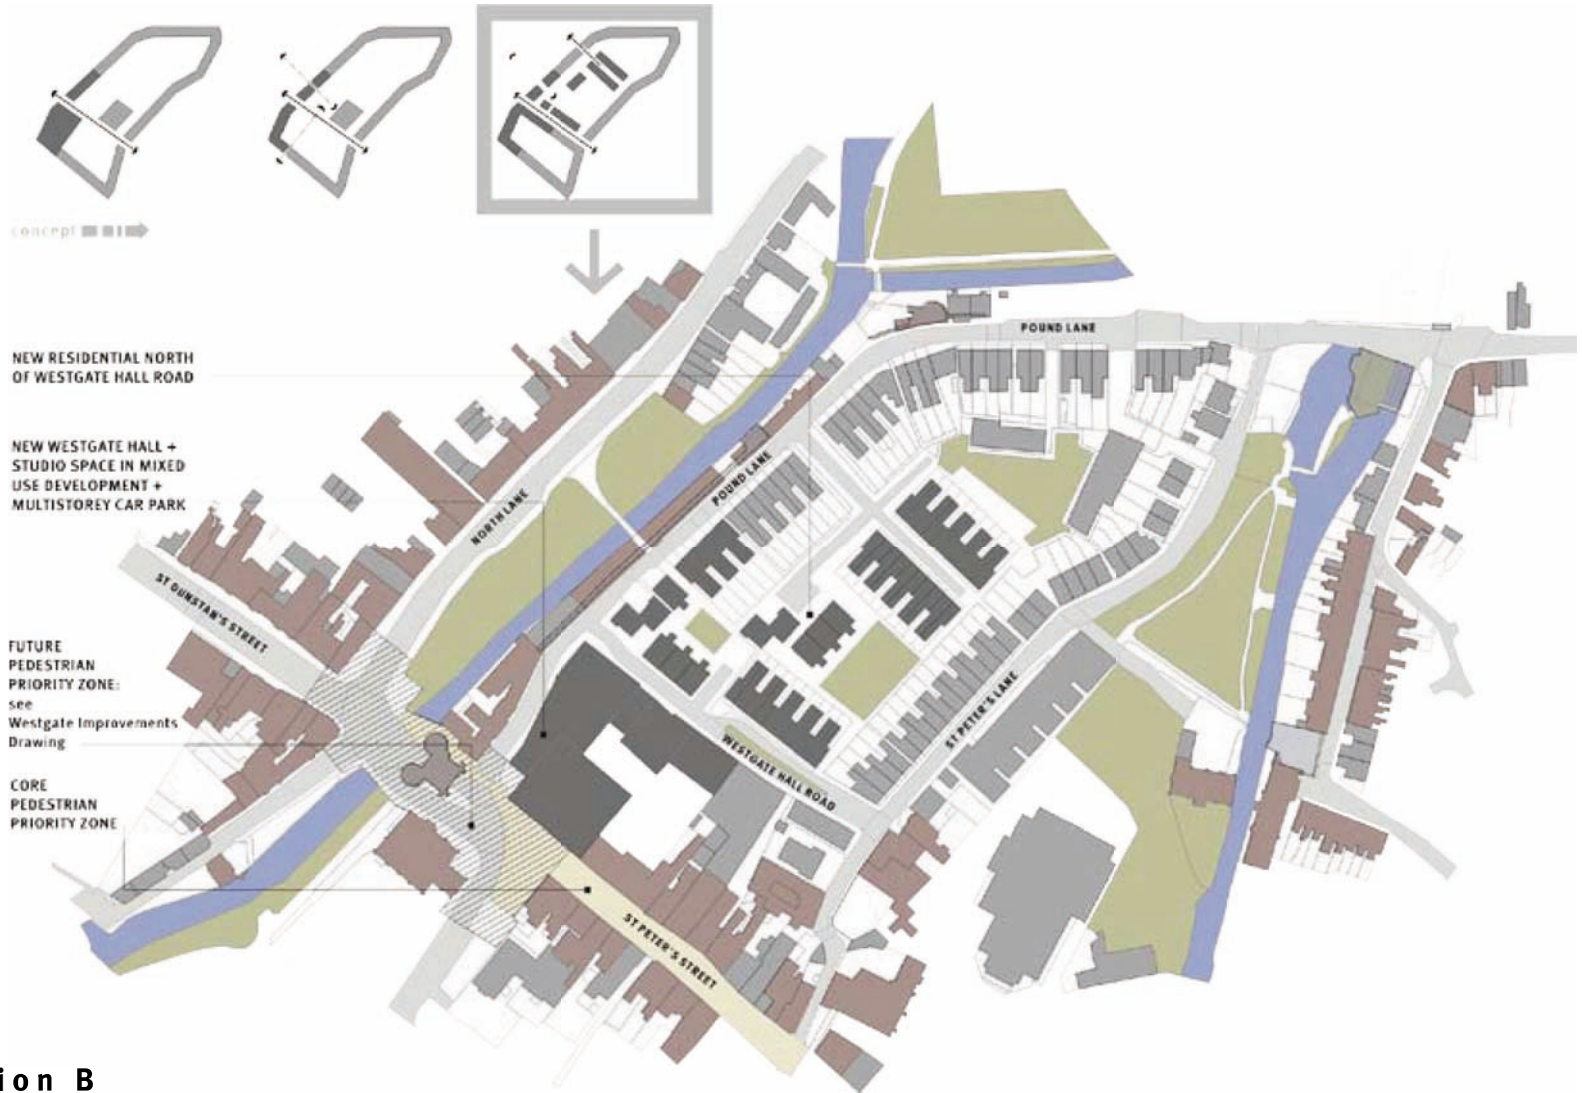 concept
NEW RESIDENTIAL NORTH
OF WESTGATE HALL ROAD
NEW WESTGATE HALL +
STUDIO SPACE IN MIXED
USE DEVELOPMENT +
MULTISTOREY CAR PARK
FUTURE
PEDESTRIAN
PRIORITY ZONE:
see
Westgate Improvements
Drawing
CORE
PEDESTRIAN
PRIORITY ZONE
POUND LANE
POUND LANE
NORTH LANE
ST DUNSTAN'S STREET
ST PETER'S LANE
WESTGATE HALL ROAD
ST PETER'S STREET
ion B